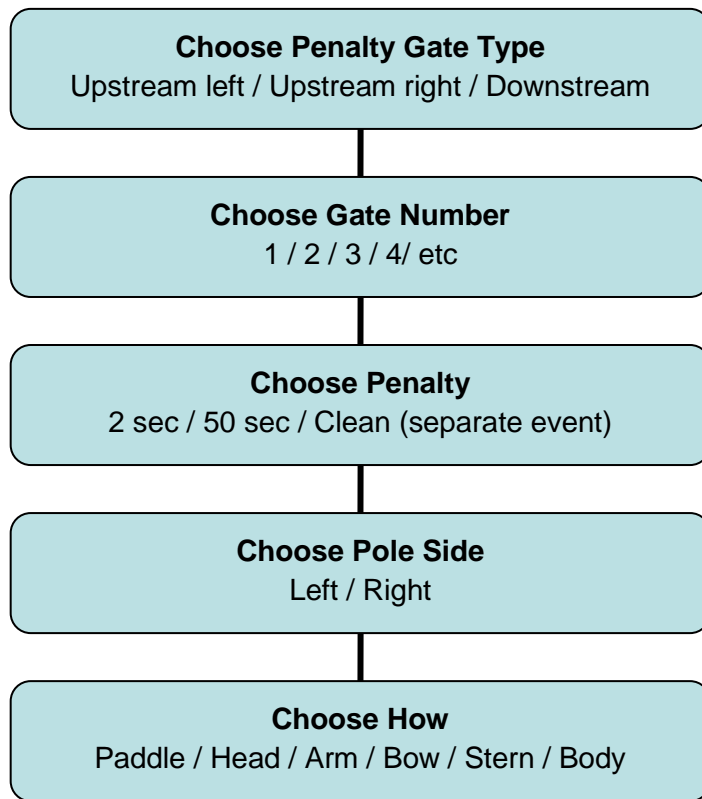 Choose Penalty Gate Type
Upstream left / Upstream right / Downstream
Choose Gate Number
1 / 2 / 3 / 4/ etc
Choose Penalty
2 sec / 50 sec / Clean (separate event)
Choose Pole Side
Left / Right
Choose How
Paddle / Head / Arm / Bow / Stern / Body